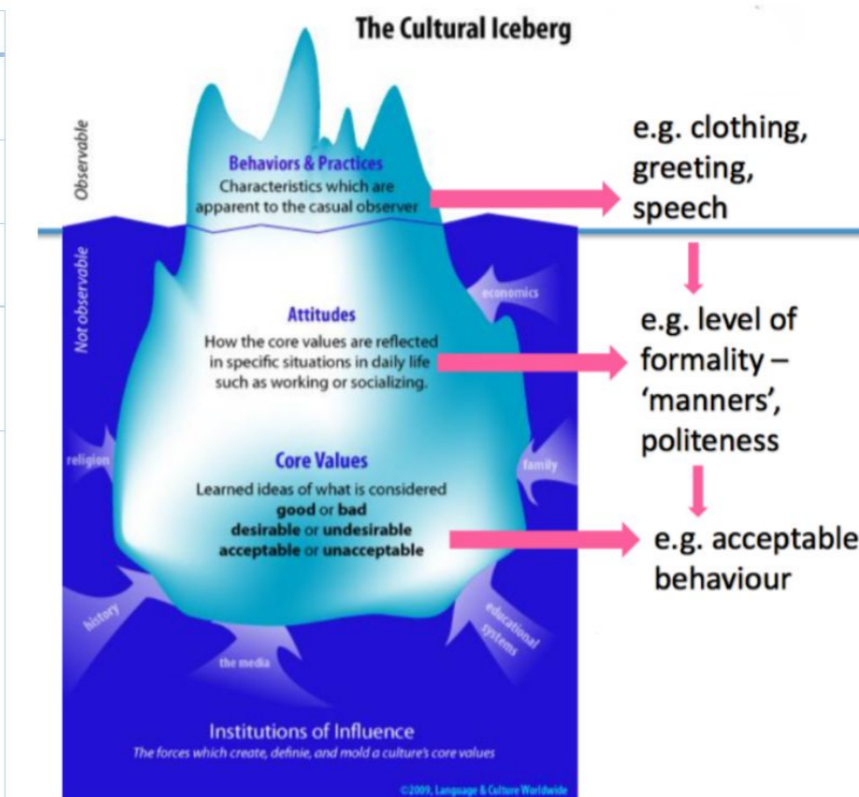 The Cultural Iceberg
Observable
Behaviors & Practices
Characteristics which are
apparent to the casual observer
e.g. clothing,
greeting,
speech
Not observable
economics
Attitudes
How the core values are reflected
in specific situations in daily life
such as working or socializing.
e.g. level of
formality –
‘manners’,
politeness
religion
family
Core Values
Learned ideas of what is considered
good or bad
desirable or undesirable
acceptable or unacceptable
e.g. acceptable
behaviour
history
the media
educational
systems
Institutions of Influence
The forces which create, definie, and mold a culture's core values
©2009, Language & Culture Worldwide